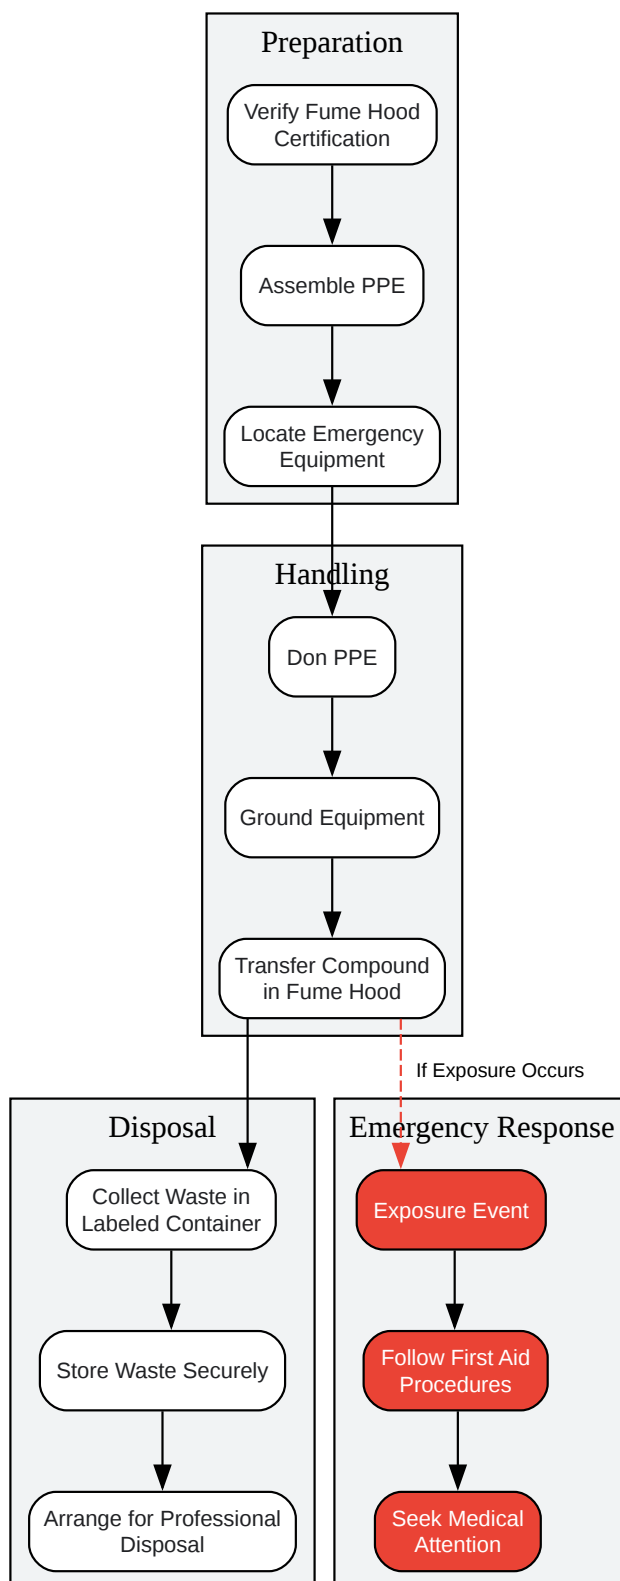 Preparation
Verify Fume Hood
Certification
Assemble PPE
Locate Emergency
Equipment
Handling
Don PPE
Ground Equipment
Transfer Compound
in Fume Hood
If Exposure Occurs
Disposal
Collect Waste in
Labeled Container
Store Waste Securely
Arrange for Professional
Disposal
Emergency Response
Exposure Event
Follow First Aid
Procedures
Seek Medical
Attention